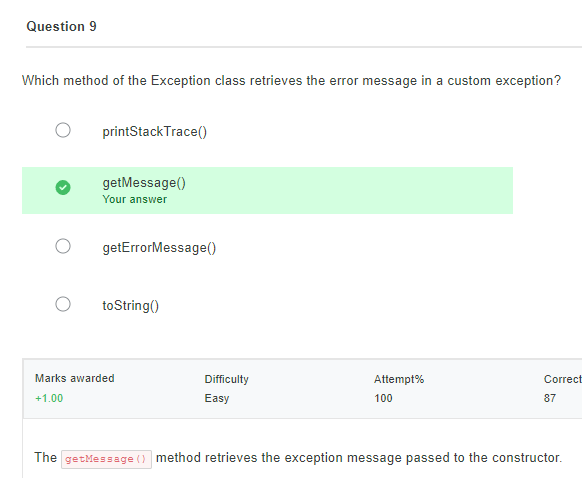 Question 9
Which method of the Exception class retrieves the error message in a custom exception?
printStackTrace()
getMessage()
Your answer
getErrorMessage()
toString()
Marks awarded Difficulty Attempt% Correct
+1.00 Easy 100 87
The getMessage() method retrieves the exception message passed to the constructor.